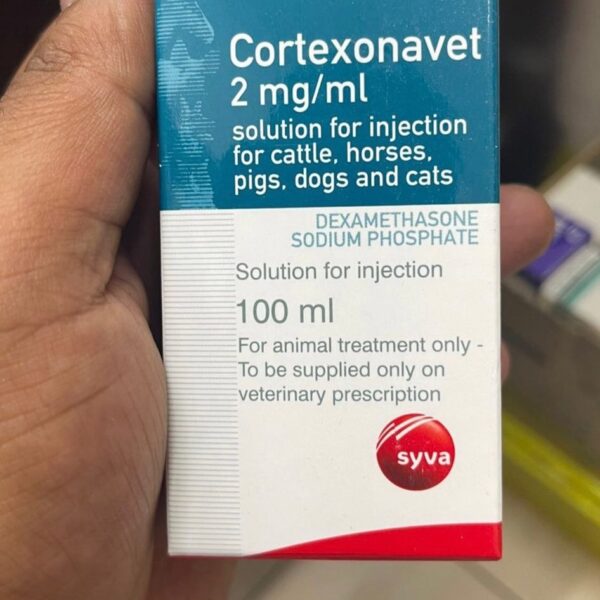 Cortexonavet
2 mg/ml
solution for injection
for cattle, horses,
pigs, dogs and cats
DEXAMETHASONE
SODIUM PHOSPHATE
Solution for injection
100 ml
For animal treatment only -
To be supplied only on
veterinary prescription
syva